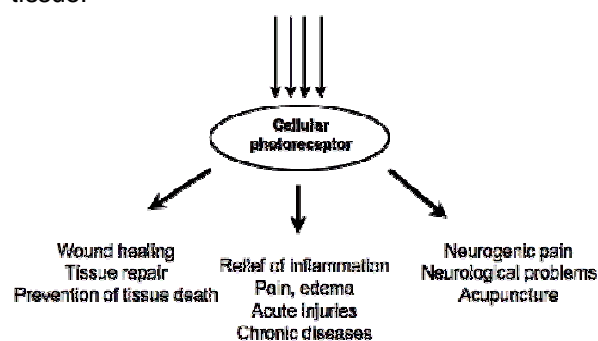 tissue.
Cellular
photoreceptor
Wound healing
Tissue repair
Prevention of tissue death
Relief of inflammation
Pain, edema
Acute Injuries
Chronic diseases
Neurogenic pain
Neurological problems
Acupuncture